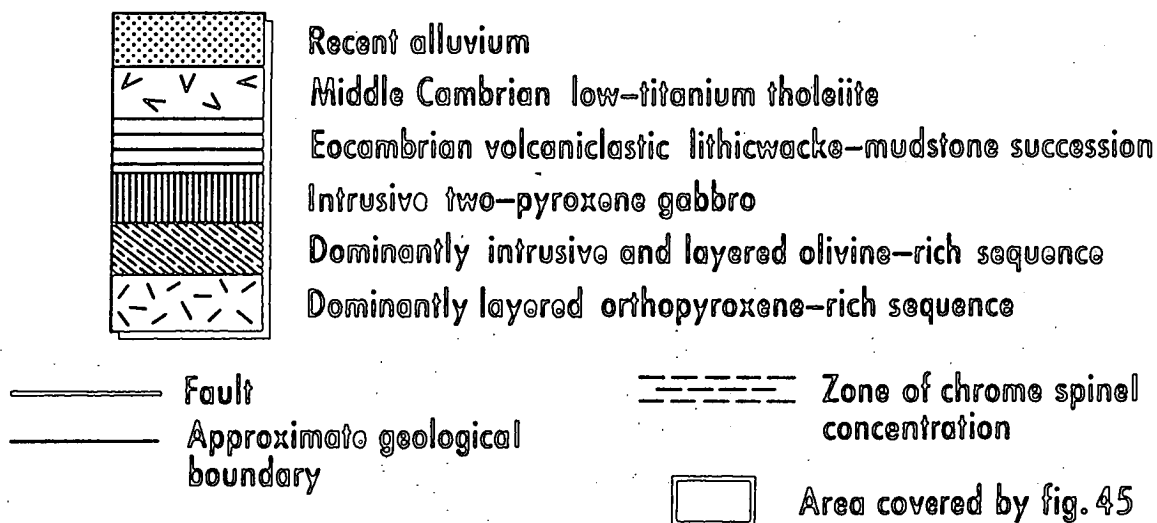 Recent alluvium
Middle Cambrian low-titanium tholeiite
Eocambrian volcaniclastic lithicwacke-mudstone succession
Intrusive two-pyroxene gabbro
Dominantly intrusive and layered olivine-rich sequence
Dominantly layered orthopyroxene-rich sequence
Fault
Approximate geological
boundary
Zone of chrome spinel
concentration
Area covered by fig. 45